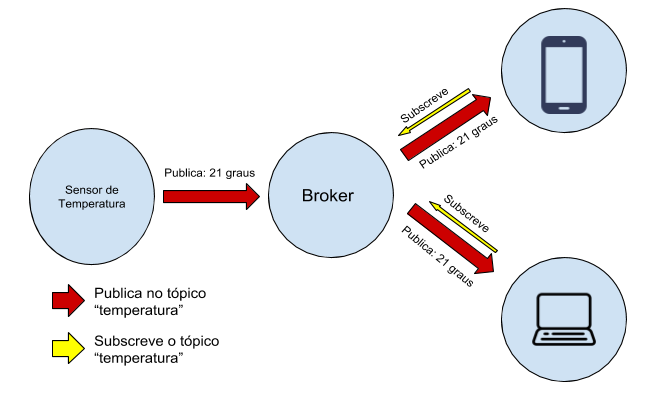 Sensor de
Temperatura
Publica: 21 graus
Broker
Subscreve
Publica: 21 graus
Subscreve
Publica: 21 graus
Publica no tópico
“temperatura”
Subscreve o tópico
“temperatura”